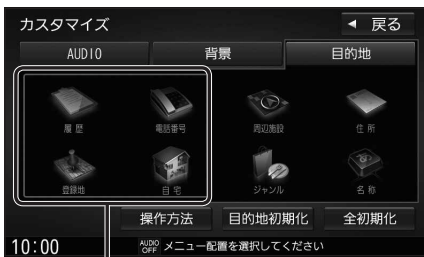 カスタマイズ
◀ 戻る
AUDIO 背景 目的地
履歴 電話番号 周辺施設 住所
登録地 自宅 ジャンル 名称
操作方法 目的地初期化 全初期化
10:00 AUDIO OFF メニュー配置を選択してください